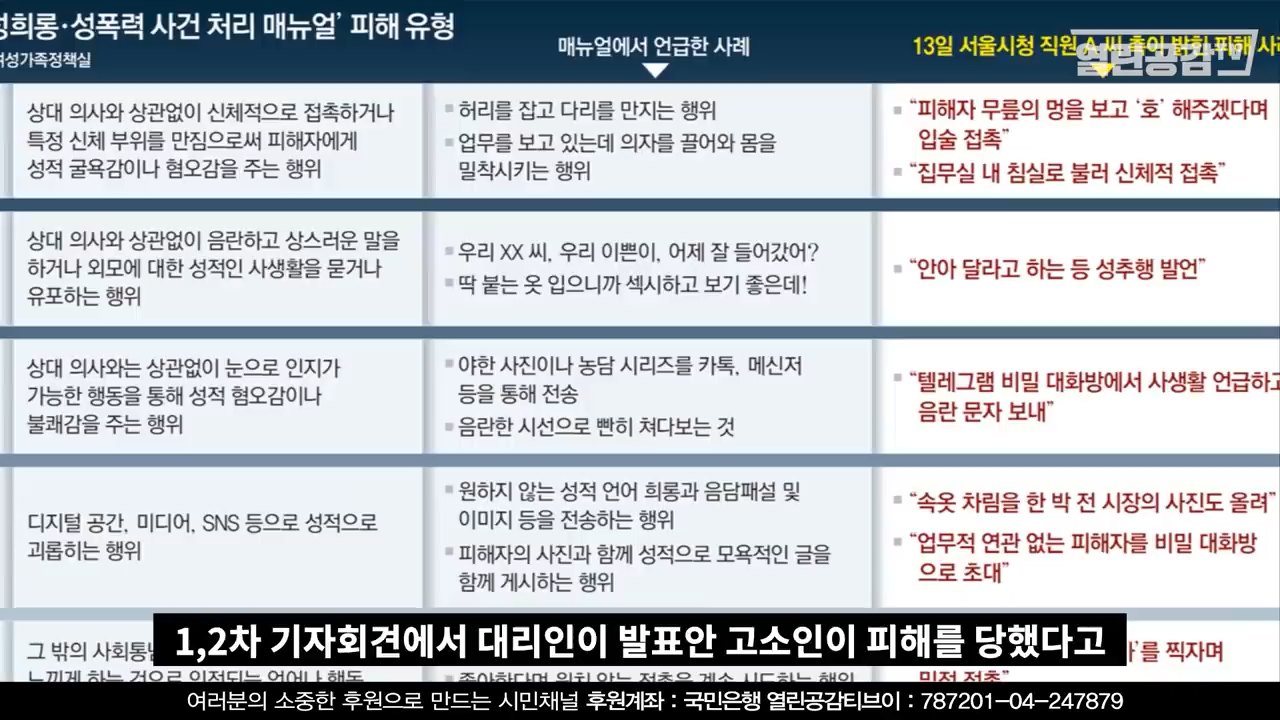 성희롱·성폭력 사건 처리 매뉴얼’ 피해 유형
여성가족정책실
매뉴얼에서 언급한 사례
13일 서울시청 직원 A 씨 측이 밝힌 피해 사례
열린공감TV
상대 의사와 상관없이 신체적으로 접촉하거나
특정 신체 부위를 만짐으로써 피해자에게
성적 굴욕감이나 혐오감을 주는 행위
허리를 잡고 다리를 만지는 행위
업무를 보고 있는데 의자를 끌어와 몸을
밀착시키는 행위
“피해자 무릎의 멍을 보고 ‘호’ 해주겠다며
입술 접촉”
“집무실 내 침실로 불러 신체적 접촉”
상대 의사와 상관없이 음란하고 상스러운 말을
하거나 외모에 대한 성적인 사생활을 묻거나
유포하는 행위
우리 XX 씨, 우리 이쁜이, 어제 잘 들어갔어?
딱 붙는 옷 입으니까 섹시하고 보기 좋은데!
“안아 달라고 하는 등 성추행 발언”
상대 의사와는 상관없이 눈으로 인지가
가능한 행동을 통해 성적 혐오감이나
불쾌감을 주는 행위
야한 사진이나 농담 시리즈를 카톡, 메신저
등을 통해 전송
음란한 시선으로 빤히 쳐다보는 것
“텔레그램 비밀 대화방에서 사생활 언급하고
음란 문자 보내”
디지털 공간, 미디어, SNS 등으로 성적으로
괴롭히는 행위
원하지 않는 성적 언어 희롱과 음담패설 및
이미지 등을 전송하는 행위
피해자의 사진과 함께 성적으로 모욕적인 글을
함께 게시하는 행위
“속옷 차림을 한 박 전 시장의 사진도 올려”
“업무적 연관 없는 피해자를 비밀 대화방
으로 초대”
그 밖의 사회통념
를 찍자며
1,2차 기자회견에서 대리인이 발표안 고소인이 피해를 당했다고
여러분의 소중한 후원으로 만드는 시민채널 후원계좌 : 국민은행 열린공감티브이 : 787201-04-247879